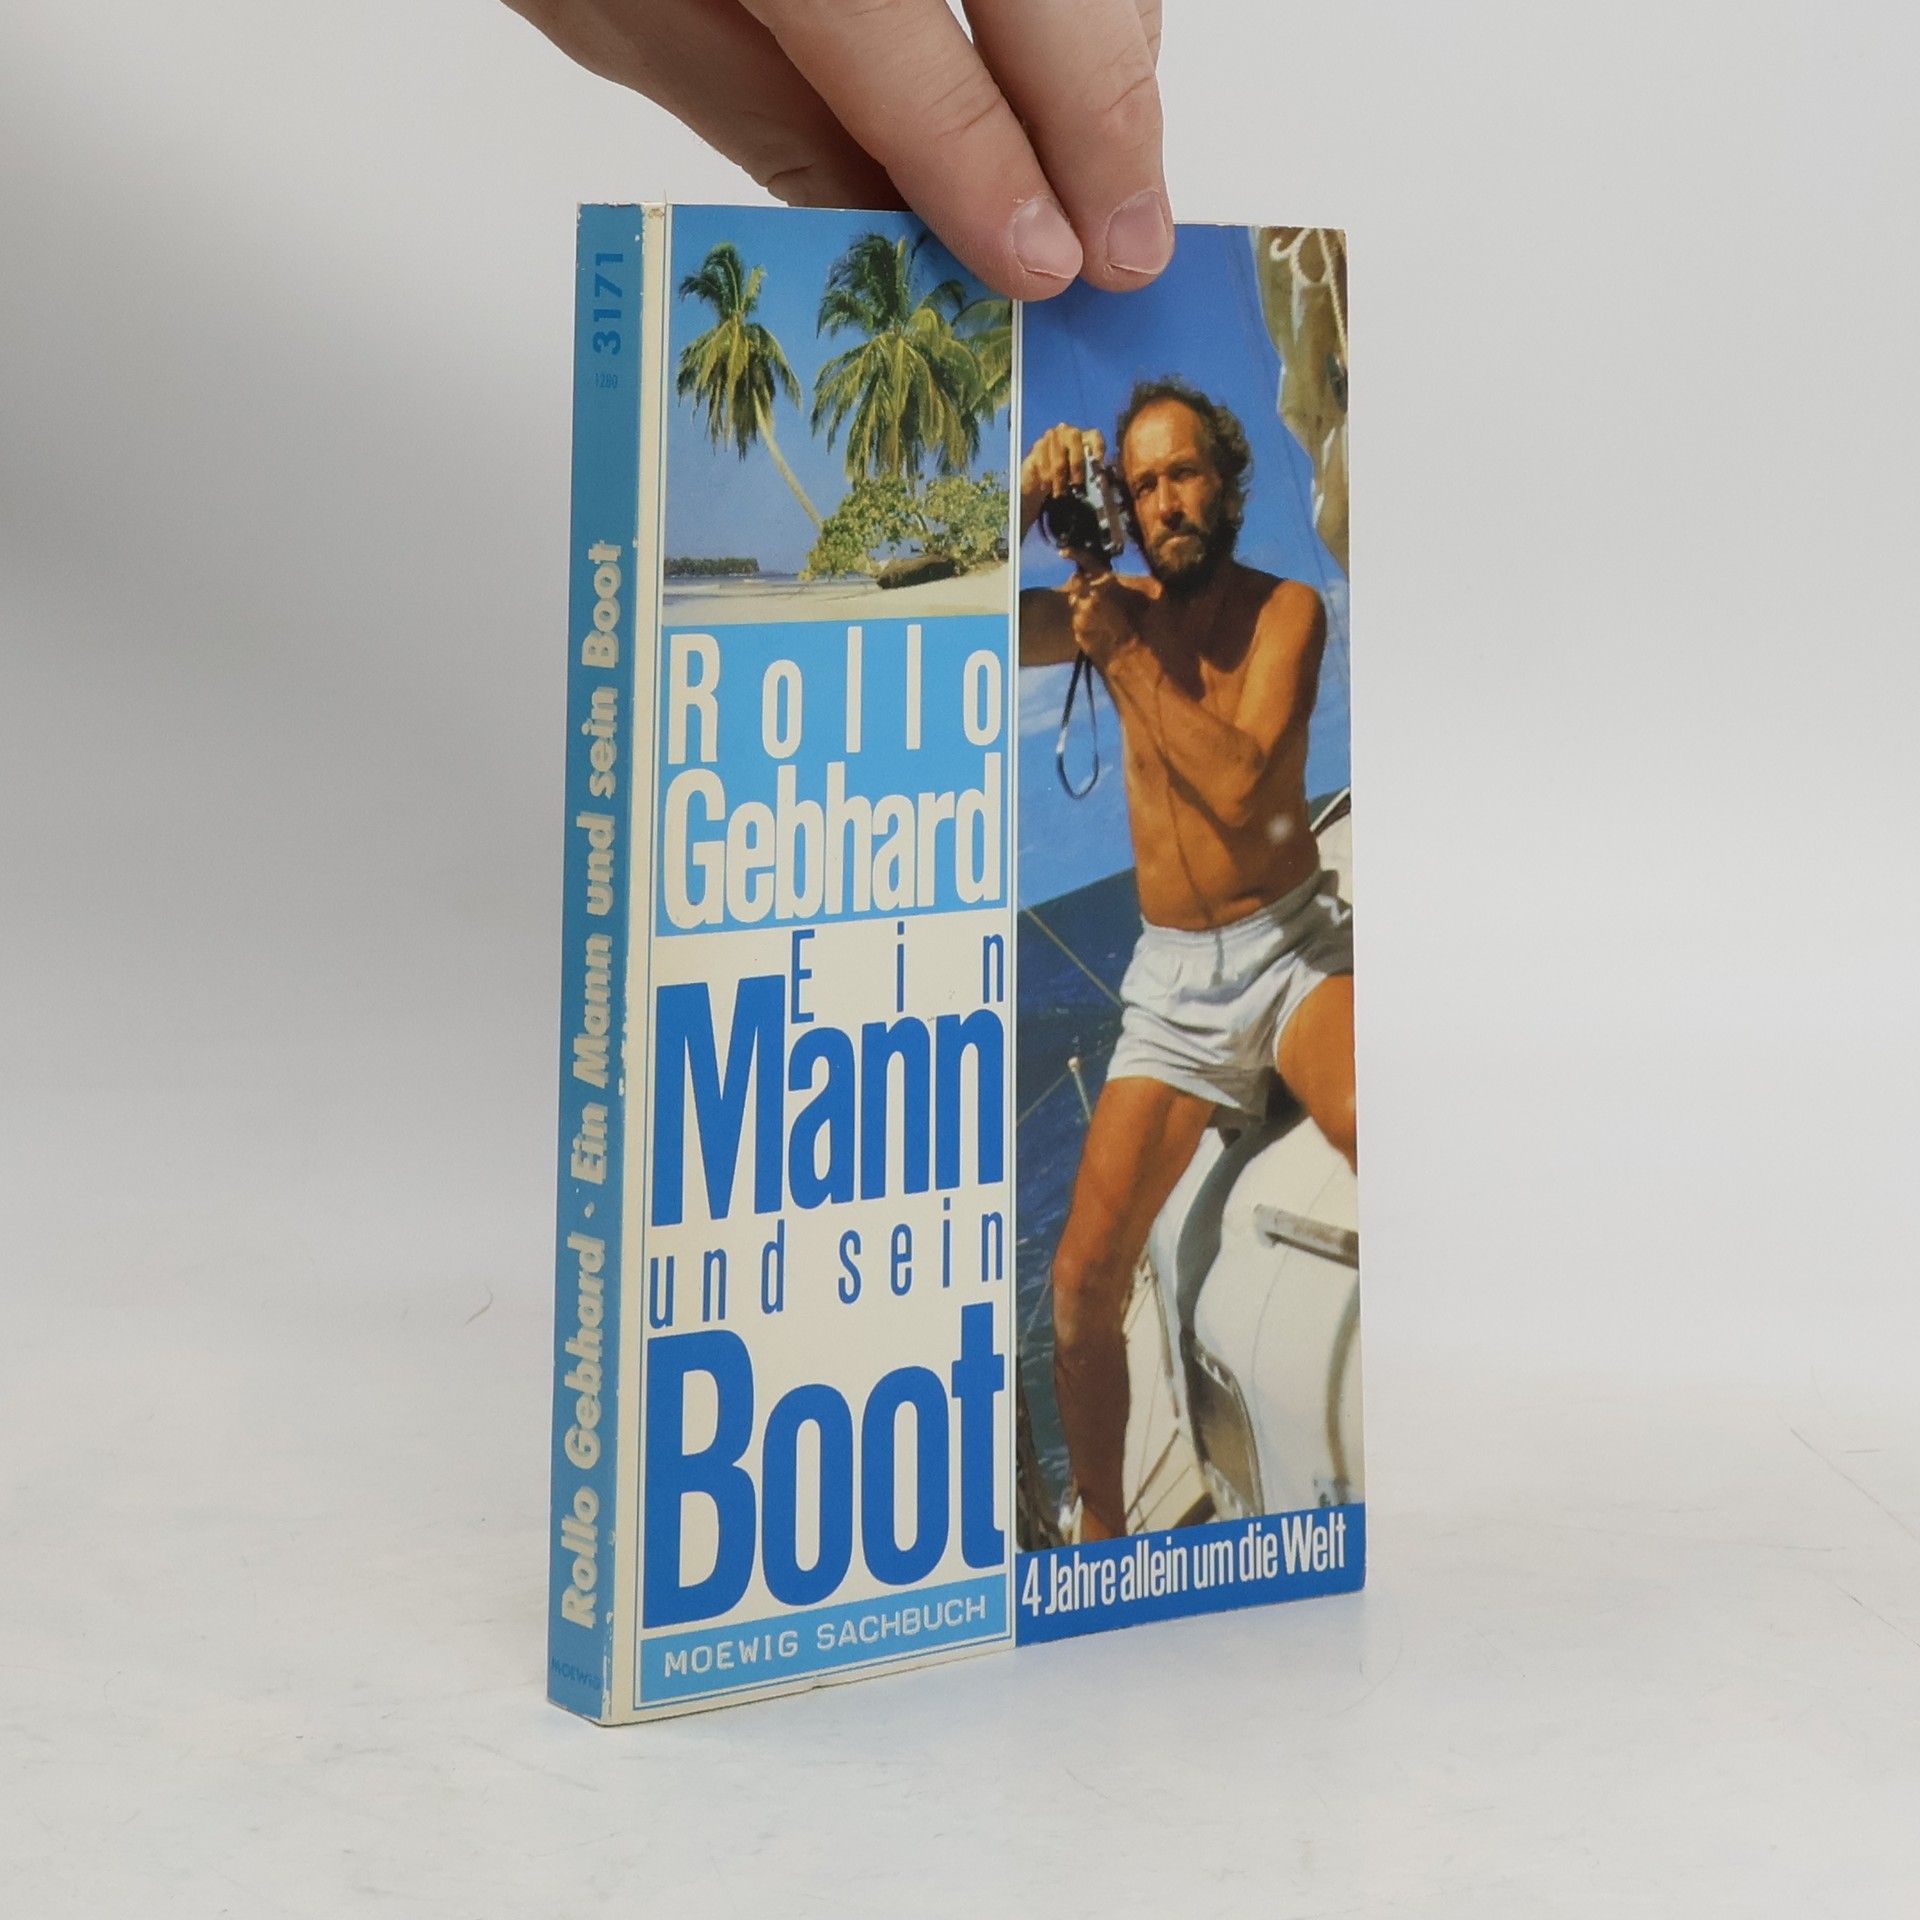 3171
1280
Rollo Gebhard · Ein Mann und sein Boot
MOEWIG
Rollo
Gebhard
Ein
Mann
und sein
Boot
MOEWIG SACHBUCH
4 Jahre allein um die Welt